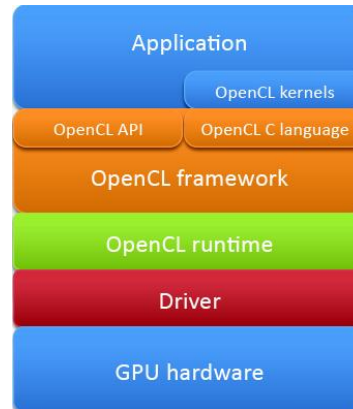 Application
OpenCL kernels
OpenCL API
OpenCL C language
OpenCL framework
OpenCL runtime
Driver
GPU hardware